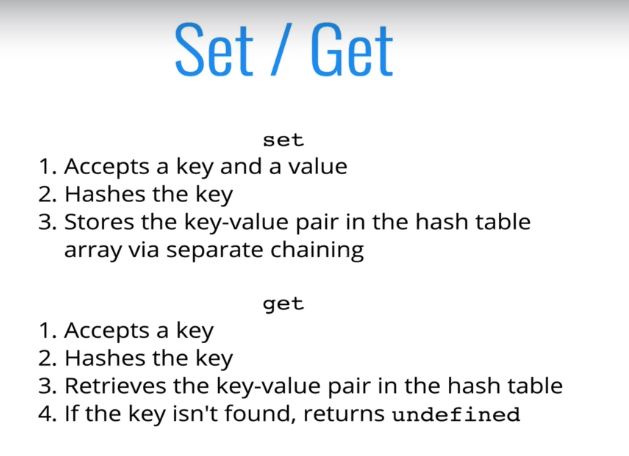 Set / Get
set
1. Accepts a key and a value
2. Hashes the key
3. Stores the key-value pair in the hash table
array via separate chaining
get
1. Accepts a key
2. Hashes the key
3. Retrieves the key-value pair in the hash table
4. If the key isn't found, returns undefined